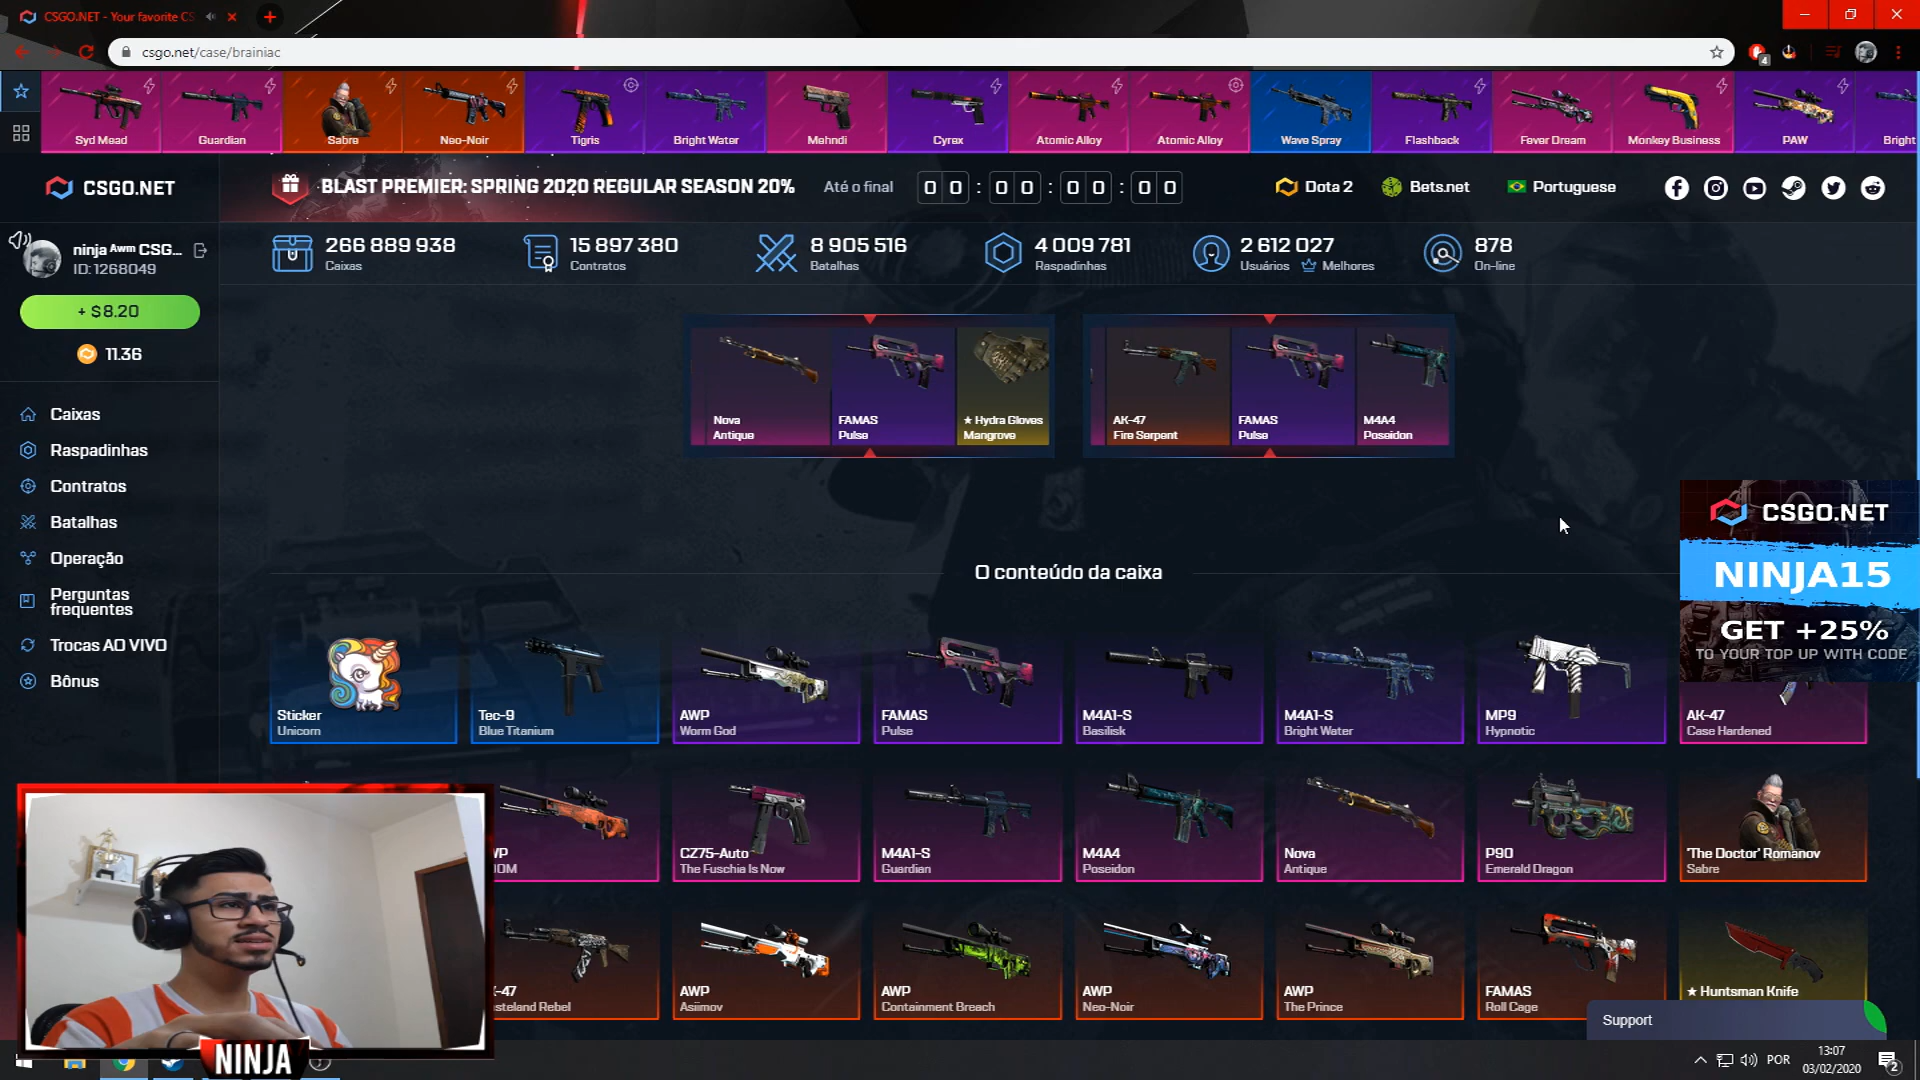 CSGO.NET - Your favorite CS
csgo.net/case/brainiac
4
Syd Mead
Guardian
Sabre
Neo-Noir
Tigris
Bright Water
Mehndi
Cyrex
Atomic Alloy
Atomic Alloy
Wave Spray
Flashback
Fever Dream
Monkey Business
PAW
Bright
CSGO.NET
BLAST PREMIER: SPRING 2020 REGULAR SEASON 20%
Até o final
00 : 00 : 00 : 00
Dota 2
Bets.net
Portuguese
ninja Awm CSG...
ID:1268049
+ $8.20
11.36
266 889 938
Caixas
15 897 380
Contratos
8 905 516
Batalhas
4 009 781
Raspadinhas
2 612 027
Usuários
Melhores
878
On-line
Caixas
Raspadinhas
Contratos
Batalhas
Operação
Perguntas
frequentes
Trocas AO VIVO
Bônus
Nova
Antique
FAMAS
Pulse
★ Hydra Gloves
Mangrove
AK-47
Fire Serpent
FAMAS
Pulse
M4A4
Poseidon
CSGO.NET
NINJA15
GET +25%
TO YOUR TOP UP WITH CODE
O conteúdo da caixa
Sticker
Unicorn
Tec-9
Blue Titanium
AWP
Worm God
FAMAS
Pulse
M4A1-S
Basilisk
M4A1-S
Bright Water
MP9
Hypnotic
AK-47
Case Hardened
CZ75-Auto
The Fuschia Is Now
M4A1-S
Guardian
M4A4
Poseidon
Nova
Antique
P90
Emerald Dragon
'The Doctor' Romanov
Sabre
-47
steland Rebel
AWP
Asiimov
AWP
Containment Breach
AWP
Neo-Noir
AWP
The Prince
FAMAS
Roll Cage
★ Huntsman Knife
Support
NINJA
POR
13:07
03/02/2020
2